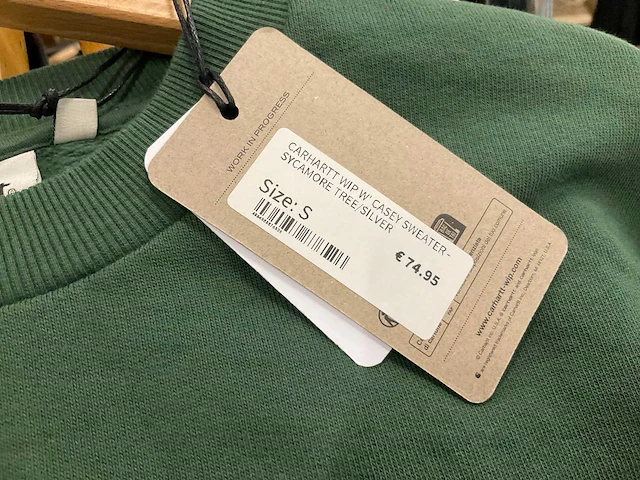 WORK IN PROGRESS
CARHARTT WIP W' CASEY SWEATER -
SYCAMORE TREE/SILVER
Size: S
€ 74.95
www.carhartt-wip.com